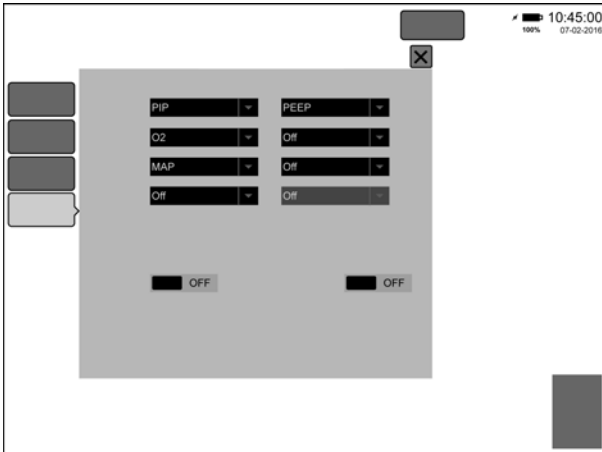 10:45:00
100% 07-02-2016
PIP PEEP
O2 Off
MAP Off
Off Off
OFF OFF